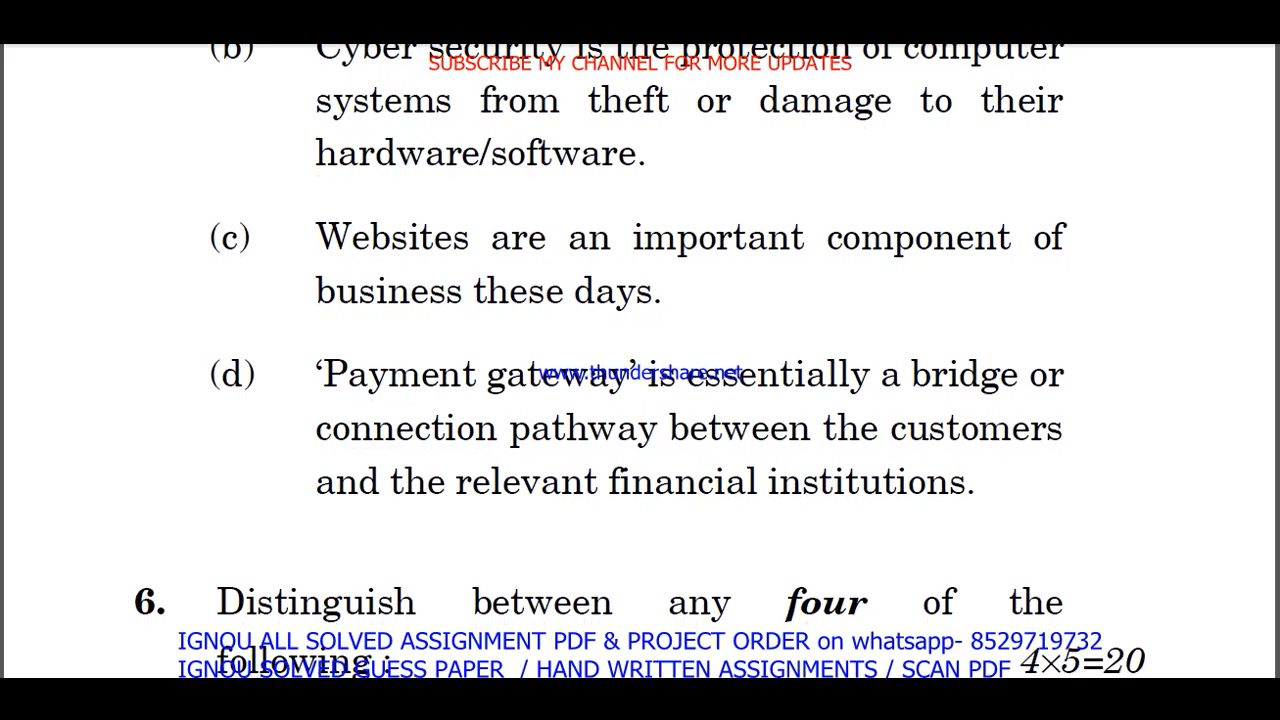 (b) Cyber security is the protection of computer
SUBSCRIBE MY CHANNEL FOR MORE UPDATES
systems from theft or damage to their
hardware/software.
(c) Websites are an important component of
business these days.
(d) ‘Payment gateway’ is essentially a bridge or
www.thundershare.net
connection pathway between the customers
and the relevant financial institutions.
6. Distinguish between any four of the
IGNOU ALL SOLVED ASSIGNMENT PDF & PROJECT ORDER on whatsapp- 8529719732
following : 4×5=20
IGNOU SOLVED GUESS PAPER / HAND WRITTEN ASSIGNMENTS / SCAN PDF